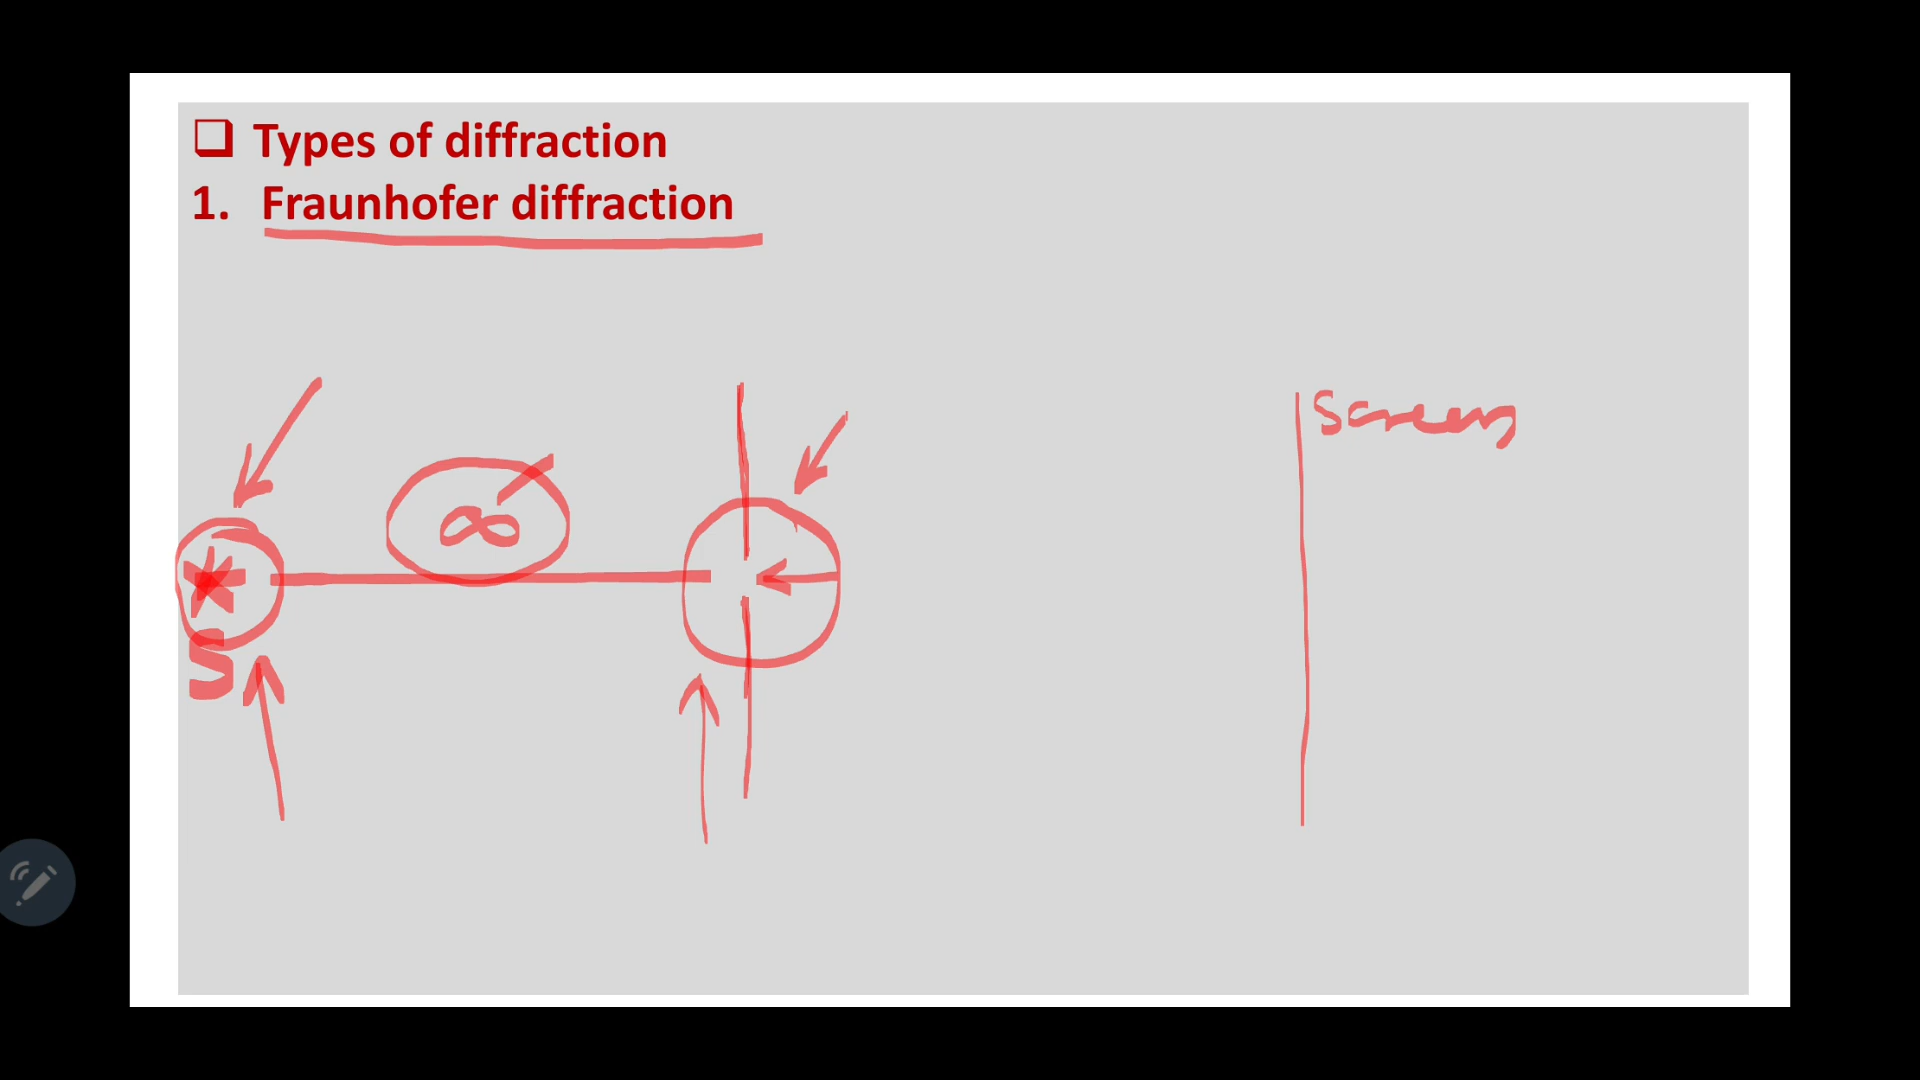 Types of diffraction
1. Fraunhofer diffraction
Screen
∞
S